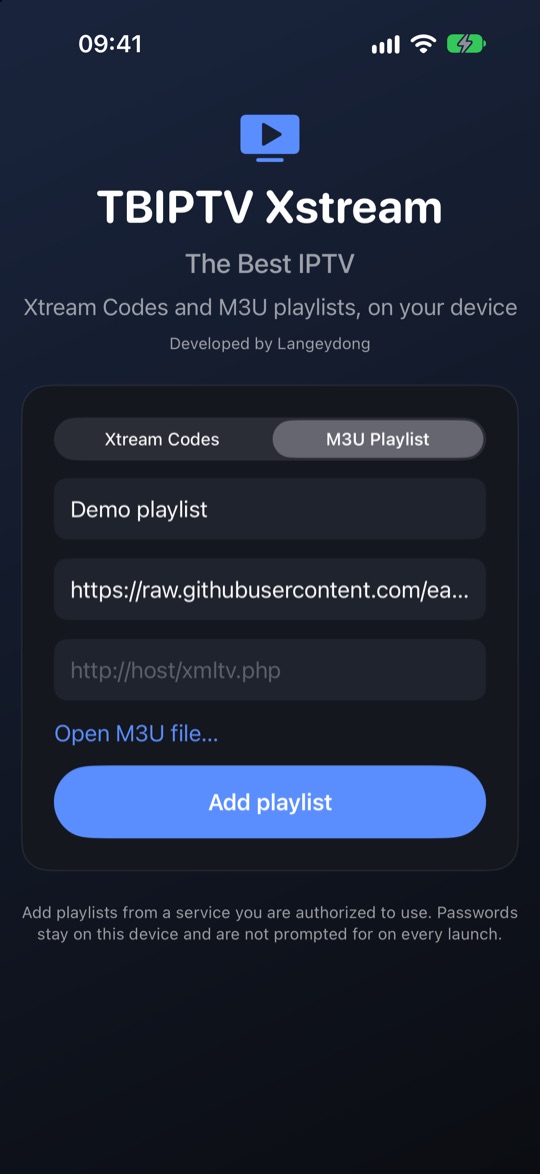 09:41
TBIPTV Xstream
The Best IPTV
Xtream Codes and M3U playlists, on your device
Developed by Langeydong
Xtream Codes
M3U Playlist
Demo playlist
https://raw.githubusercontent.com/ea...
http://host/xmltv.php
Open M3U file...
Add playlist
Add playlists from a service you are authorized to use. Passwords
stay on this device and are not prompted for on every launch.